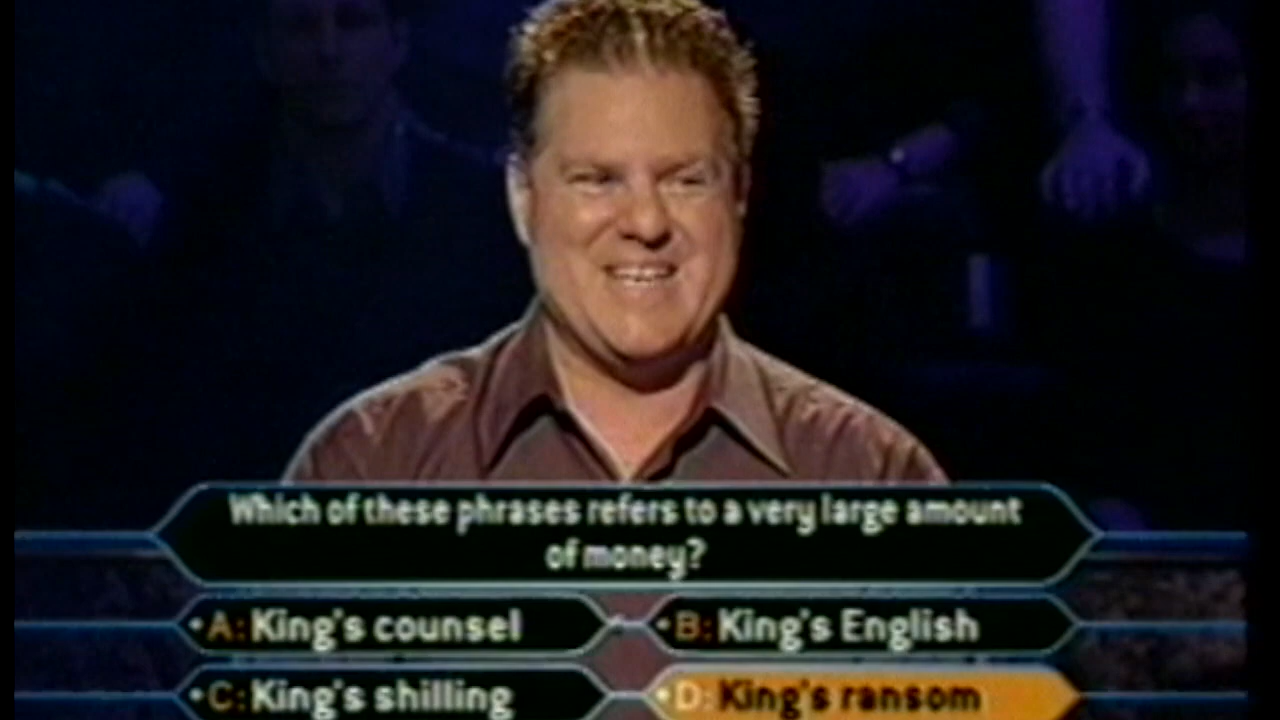 Which of these phrases refers to a very large amount
of money?
A: King's counsel
B: King's English
C: King's shilling
D: King's ransom